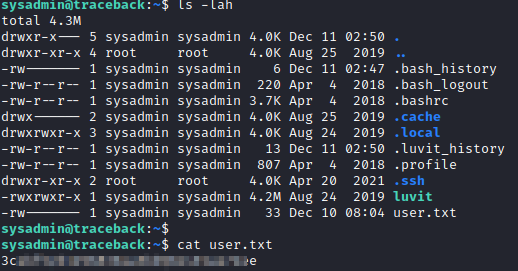 sysadmin@traceback:~$ ls -lah
total 4.3M
drwxr-x--- 5 sysadmin sysadmin 4.0K Dec 11 02:50 .
drwxr-xr-x 4 root     root     4.0K Aug 25  2019 ..
-rw------- 1 sysadmin sysadmin    6 Dec 11 02:47 .bash_history
-rw-r--r-- 1 sysadmin sysadmin  220 Apr  4  2018 .bash_logout
-rw-r--r-- 1 sysadmin sysadmin 3.7K Apr  4  2018 .bashrc
drwx------ 2 sysadmin sysadmin 4.0K Aug 25  2019 .cache
drwxrwxr-x 3 sysadmin sysadmin 4.0K Aug 24  2019 .local
-rw-r--r-- 1 sysadmin sysadmin   13 Dec 11 02:50 .luvit_history
-rw-r--r-- 1 sysadmin sysadmin  807 Apr  4  2018 .profile
drwxr-xr-x 2 root     root     4.0K Apr 20  2021 .ssh
-rwxrwxr-x 1 sysadmin sysadmin 4.2M Aug 24  2019 luvit
-rw------- 1 sysadmin sysadmin   33 Dec 10 08:04 user.txt
sysadmin@traceback:~$
sysadmin@traceback:~$ cat user.txt